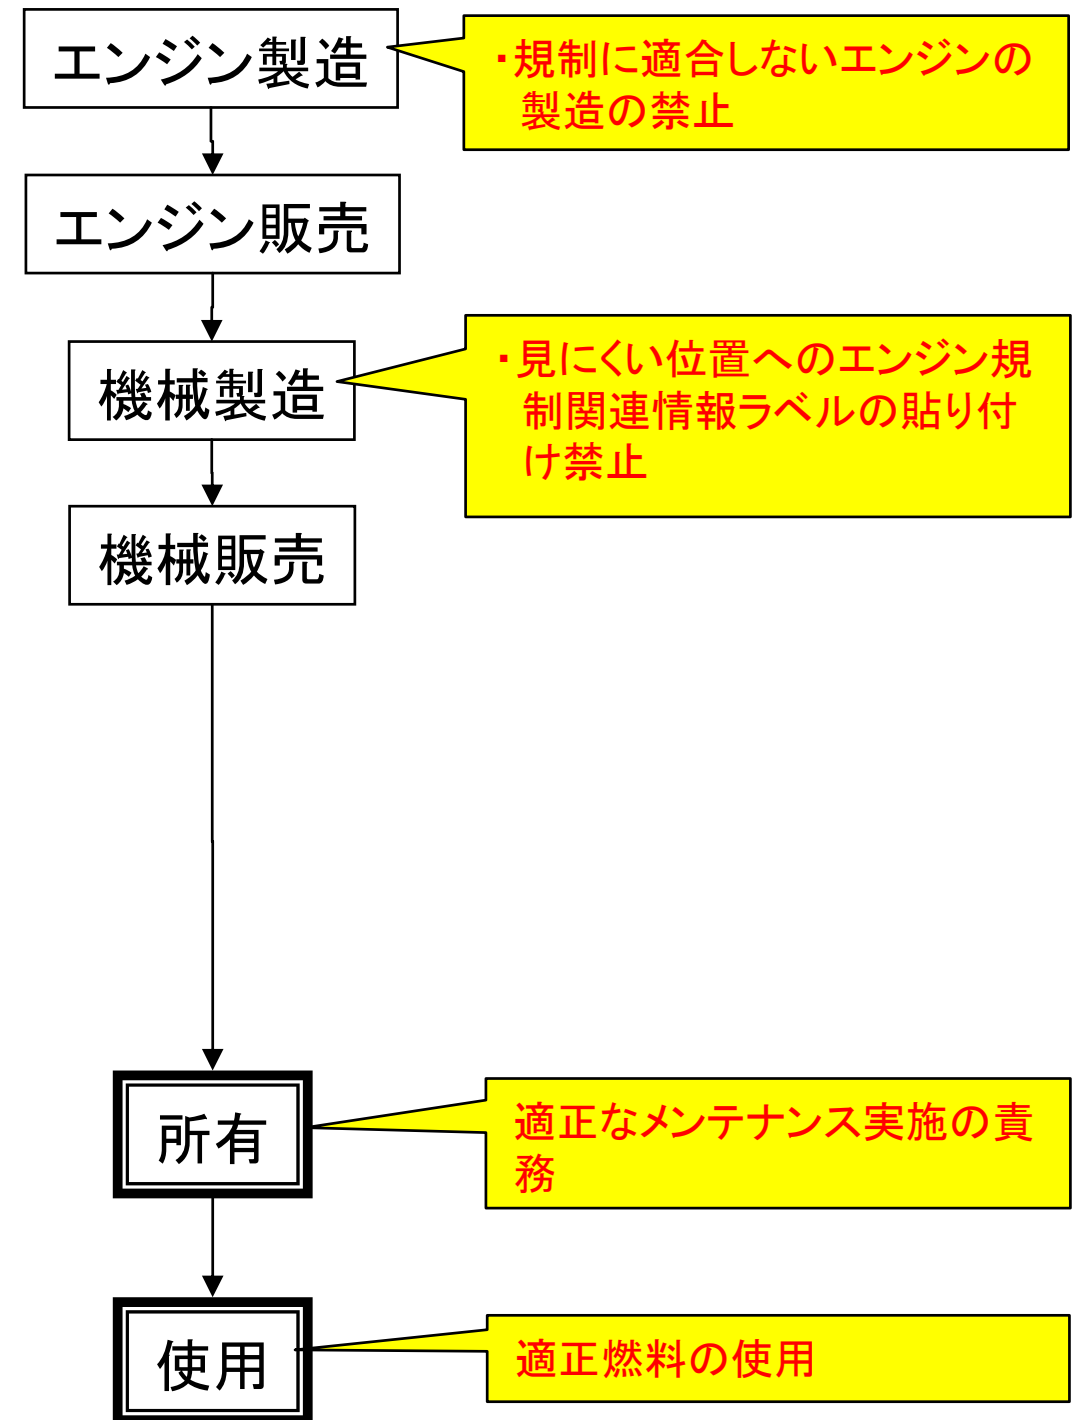 エンジン製造
・規制に適合しないエンジンの
製造の禁止
エンジン販売
機械製造
・見にくい位置へのエンジン規
制関連情報ラベルの貼り付
け禁止
機械販売
所有
適正なメンテナンス実施の責
務
使用
適正燃料の使用